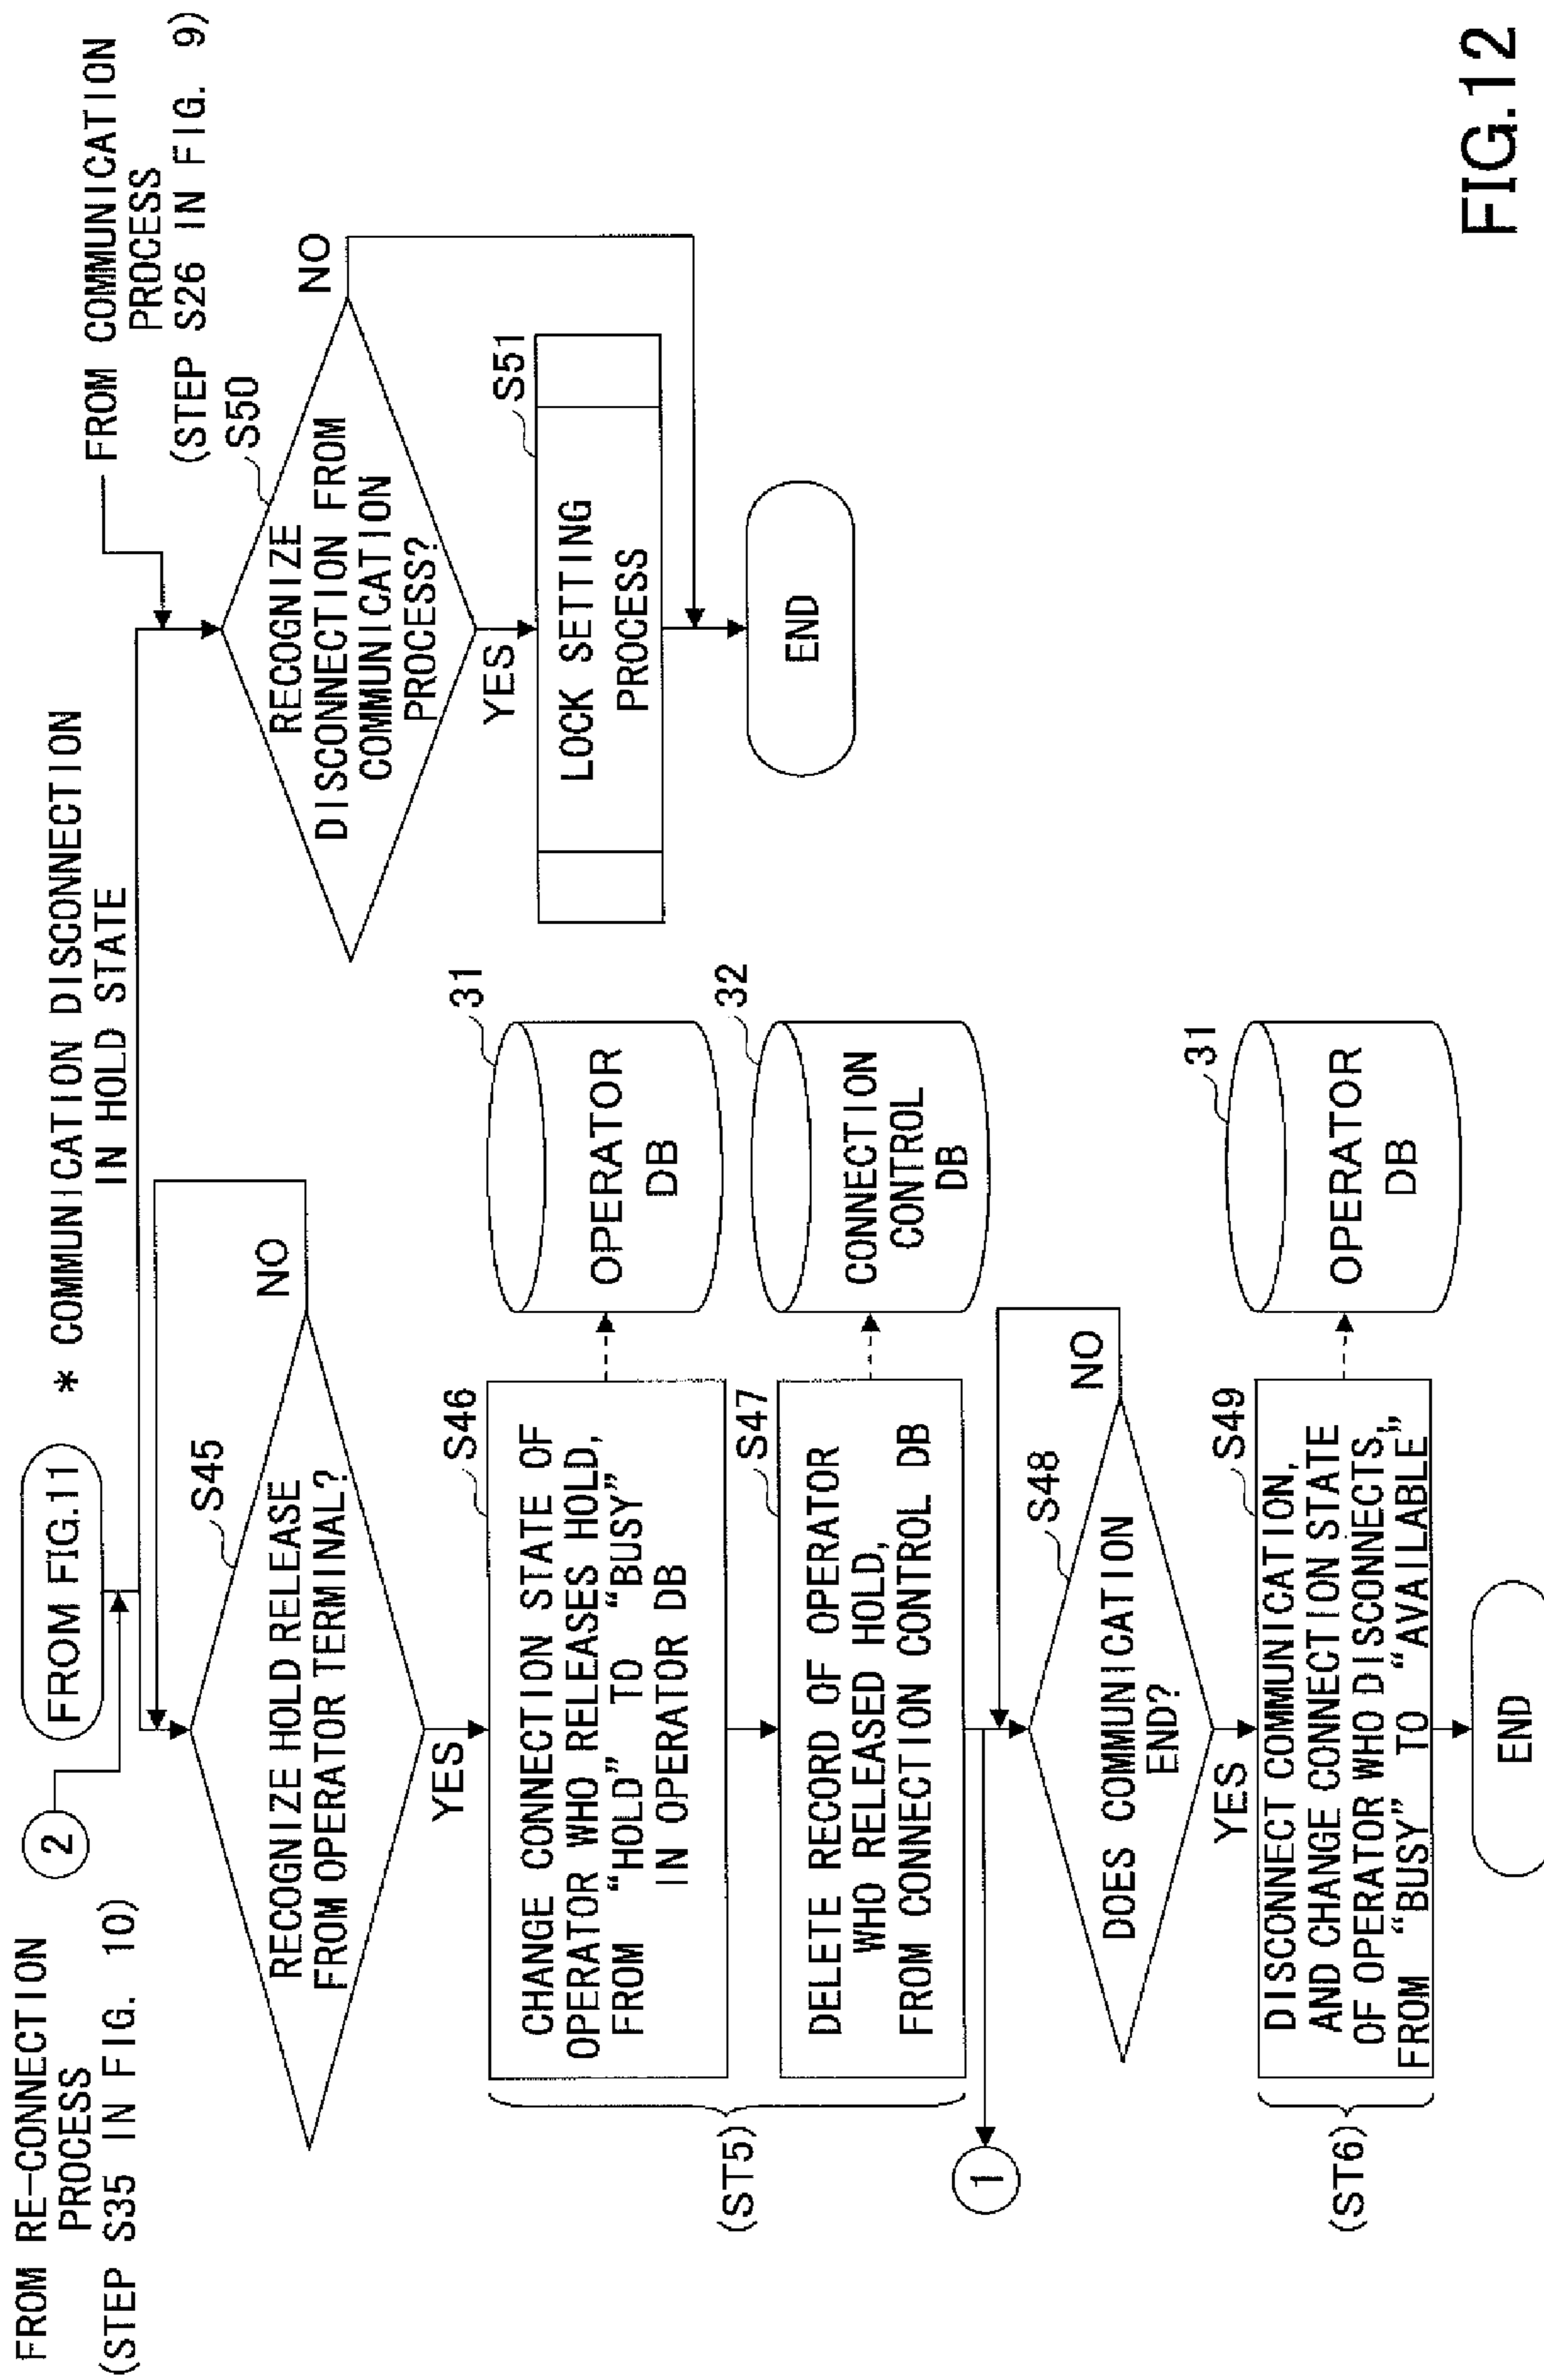 FROM RE-CONNECTION
PROCESS
(STEP S35 IN FIG. 10)
2
FROM FIG.11
* COMMUNICATION DISCONNECTION
IN HOLD STATE
FROM COMMUNICATION
PROCESS
(STEP S26 IN FIG. 9)
S45
RECOGNIZE HOLD RELEASE
FROM OPERATOR TERMINAL?
NO
YES
S46
CHANGE CONNECTION STATE OF
OPERATOR WHO RELEASES HOLD,
FROM "HOLD" TO "BUSY"
IN OPERATOR DB
31
OPERATOR
DB
(ST5)
S47
DELETE RECORD OF OPERATOR
WHO RELEASED HOLD,
FROM CONNECTION CONTROL DB
32
CONNECTION
CONTROL
DB
1
S48
DOES COMMUNICATION
END?
NO
YES
S49
DISCONNECT COMMUNICATION,
AND CHANGE CONNECTION STATE
OF OPERATOR WHO DISCONNECTS,
FROM "BUSY" TO "AVAILABLE"
31
OPERATOR
DB
(ST6)
END
S50
RECOGNIZE
DISCONNECTION FROM
COMMUNICATION
PROCESS?
NO
YES
S51
LOCK SETTING
PROCESS
END
FIG.12